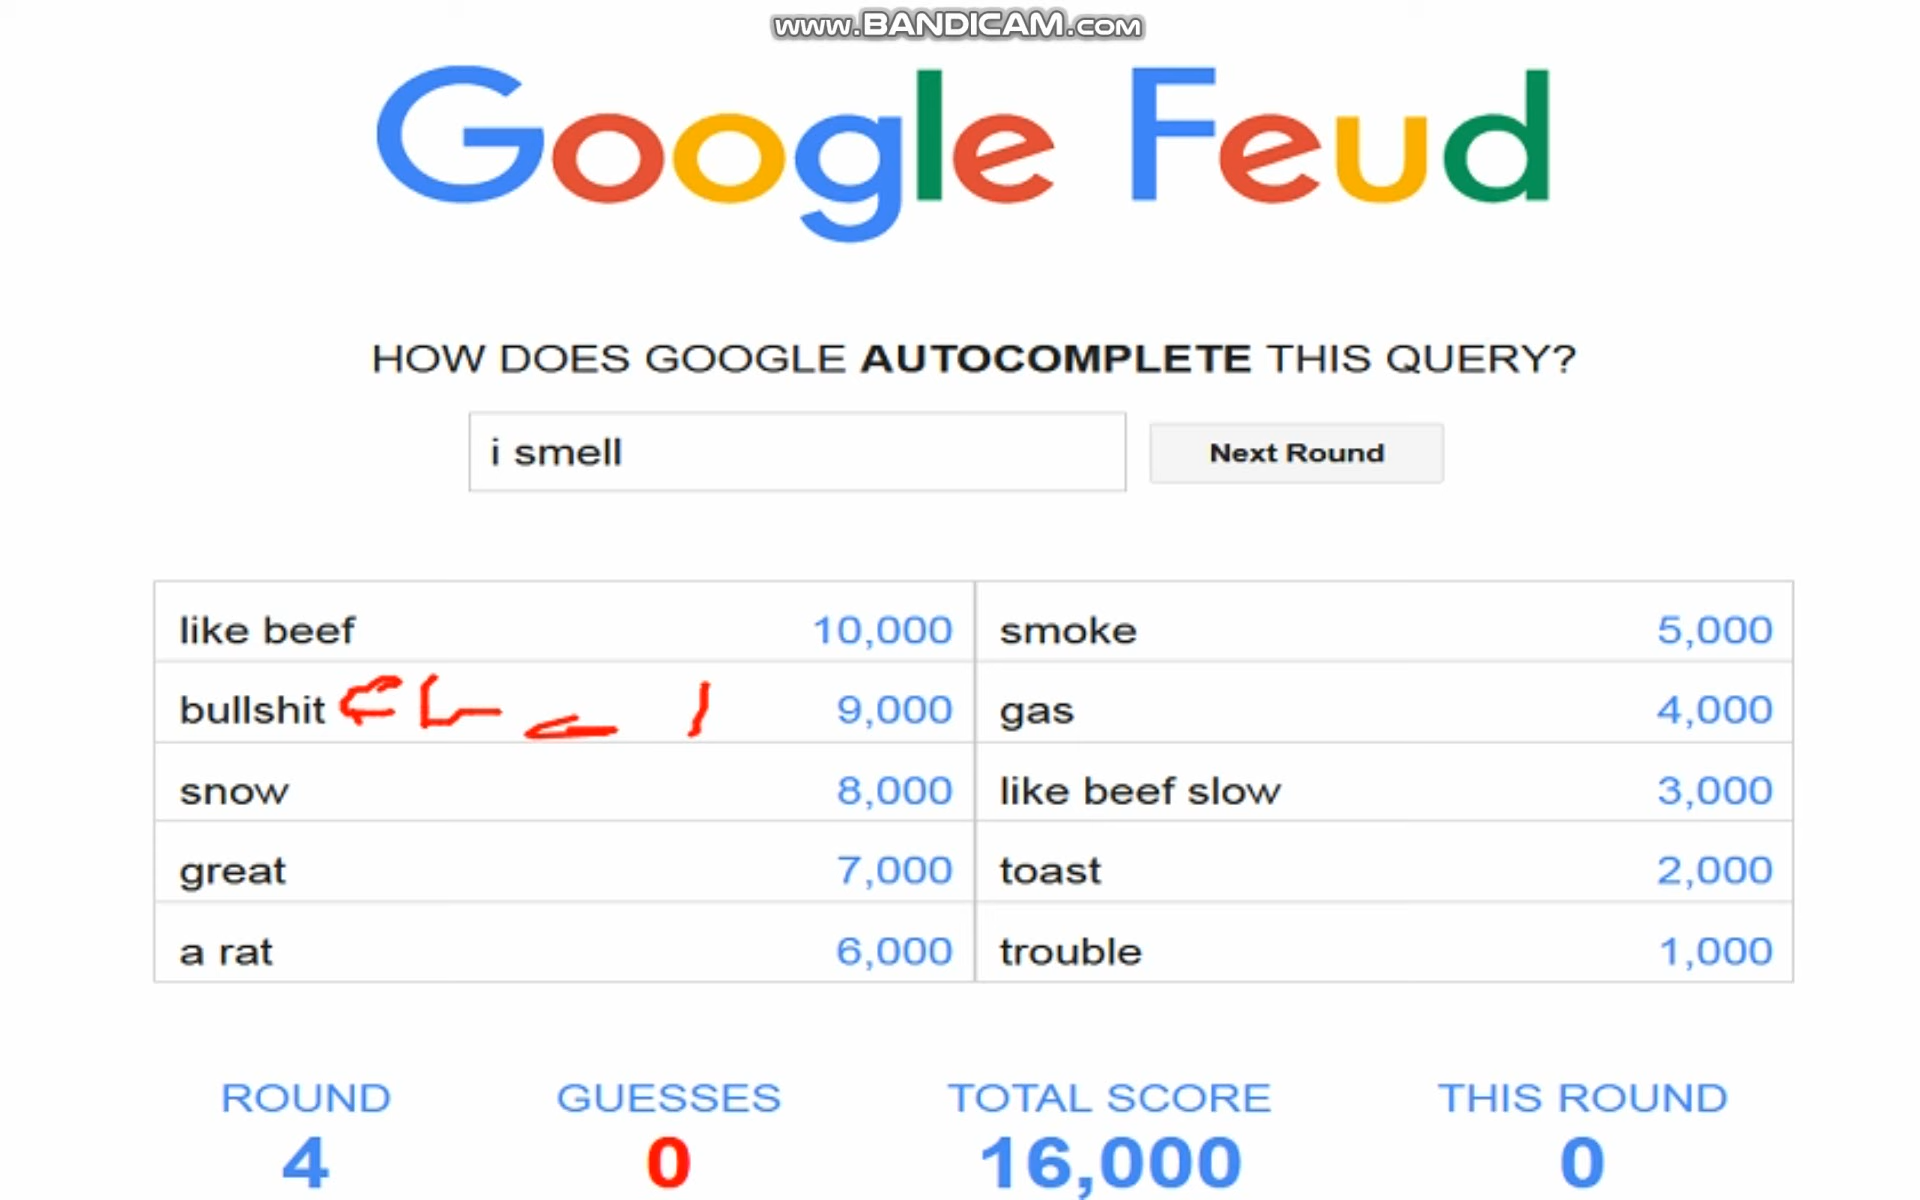 www.BANDICAM.com
Google Feud
HOW DOES GOOGLE AUTOCOMPLETE THIS QUERY?
i smell
Next Round
like beef 10,000
bullshit 9,000
snow 8,000
great 7,000
a rat 6,000
smoke 5,000
gas 4,000
like beef slow 3,000
toast 2,000
trouble 1,000
ROUND
4
GUESSES
0
TOTAL SCORE
16,000
THIS ROUND
0